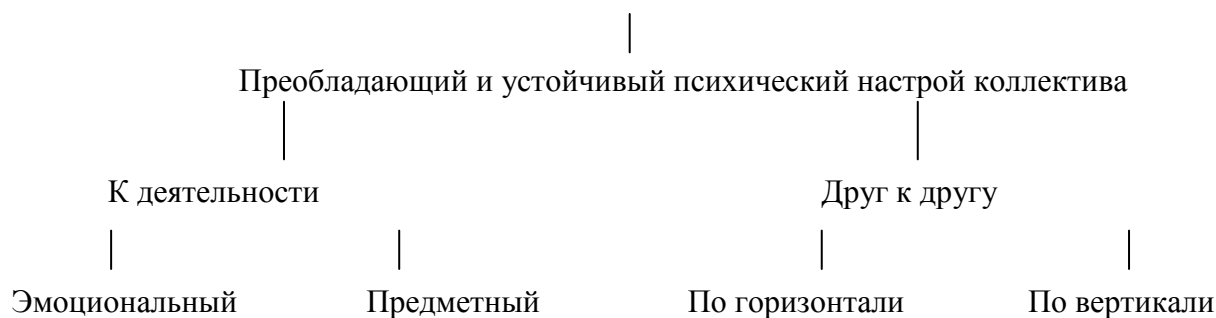 Преобладающий и устойчивый психический настрой коллектива
К деятельности Друг к другу
Эмоциональный Предметный По горизонтали По вертикали